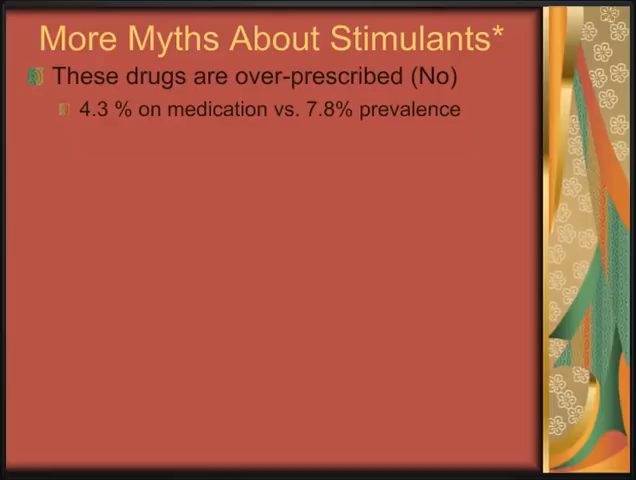 More Myths About Stimulants*
These drugs are over-prescribed (No)
4.3 % on medication vs. 7.8% prevalence